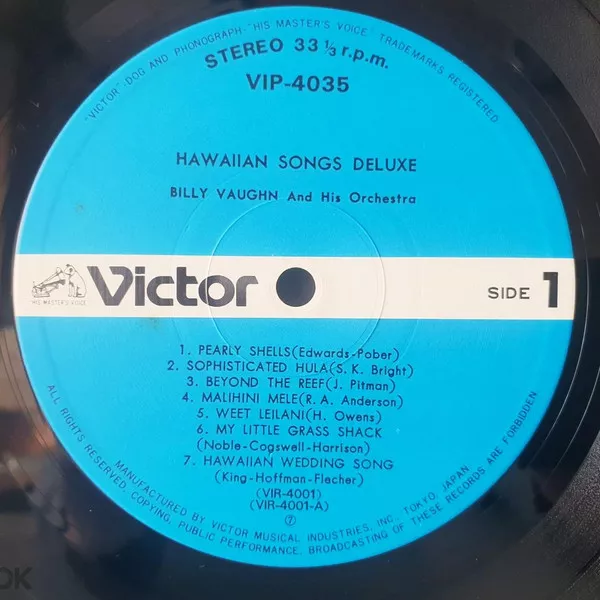 "VICTOR" DOG AND PHONOGRAPH-"HIS MASTER'S VOICE" TRADEMARKS REGISTERED
STEREO 33 1/3 r.p.m.
VIP-4035
HAWAIIAN SONGS DELUXE
BILLY VAUGHN And His Orchestra
"HIS MASTER'S VOICE"
Victor
SIDE 1
1. PEARLY SHELLS(Edwards-Pober)
2. SOPHISTICATED HULA(S. K. Bright)
3. BEYOND THE REEF(J. Pitman)
4. MALIHINI MELE(R. A. Anderson)
5. WEET LEILANI(H. Owens)
6. MY LITTLE GRASS SHACK
(Noble-Cogswell-Harrison)
7. HAWAIIAN WEDDING SONG
(King-Hoffman-Flecher)
(VIR-4001)
(VIR-4001-A)
⑦
MANUFACTURED BY VICTOR MUSICAL INDUSTRIES, INC. TOKYO, JAPAN
ALL RIGHTS RESERVED. COPYING, PUBLIC PERFORMANCE, BROADCASTING OF THESE RECORDS ARE FORBIDDEN.
OK